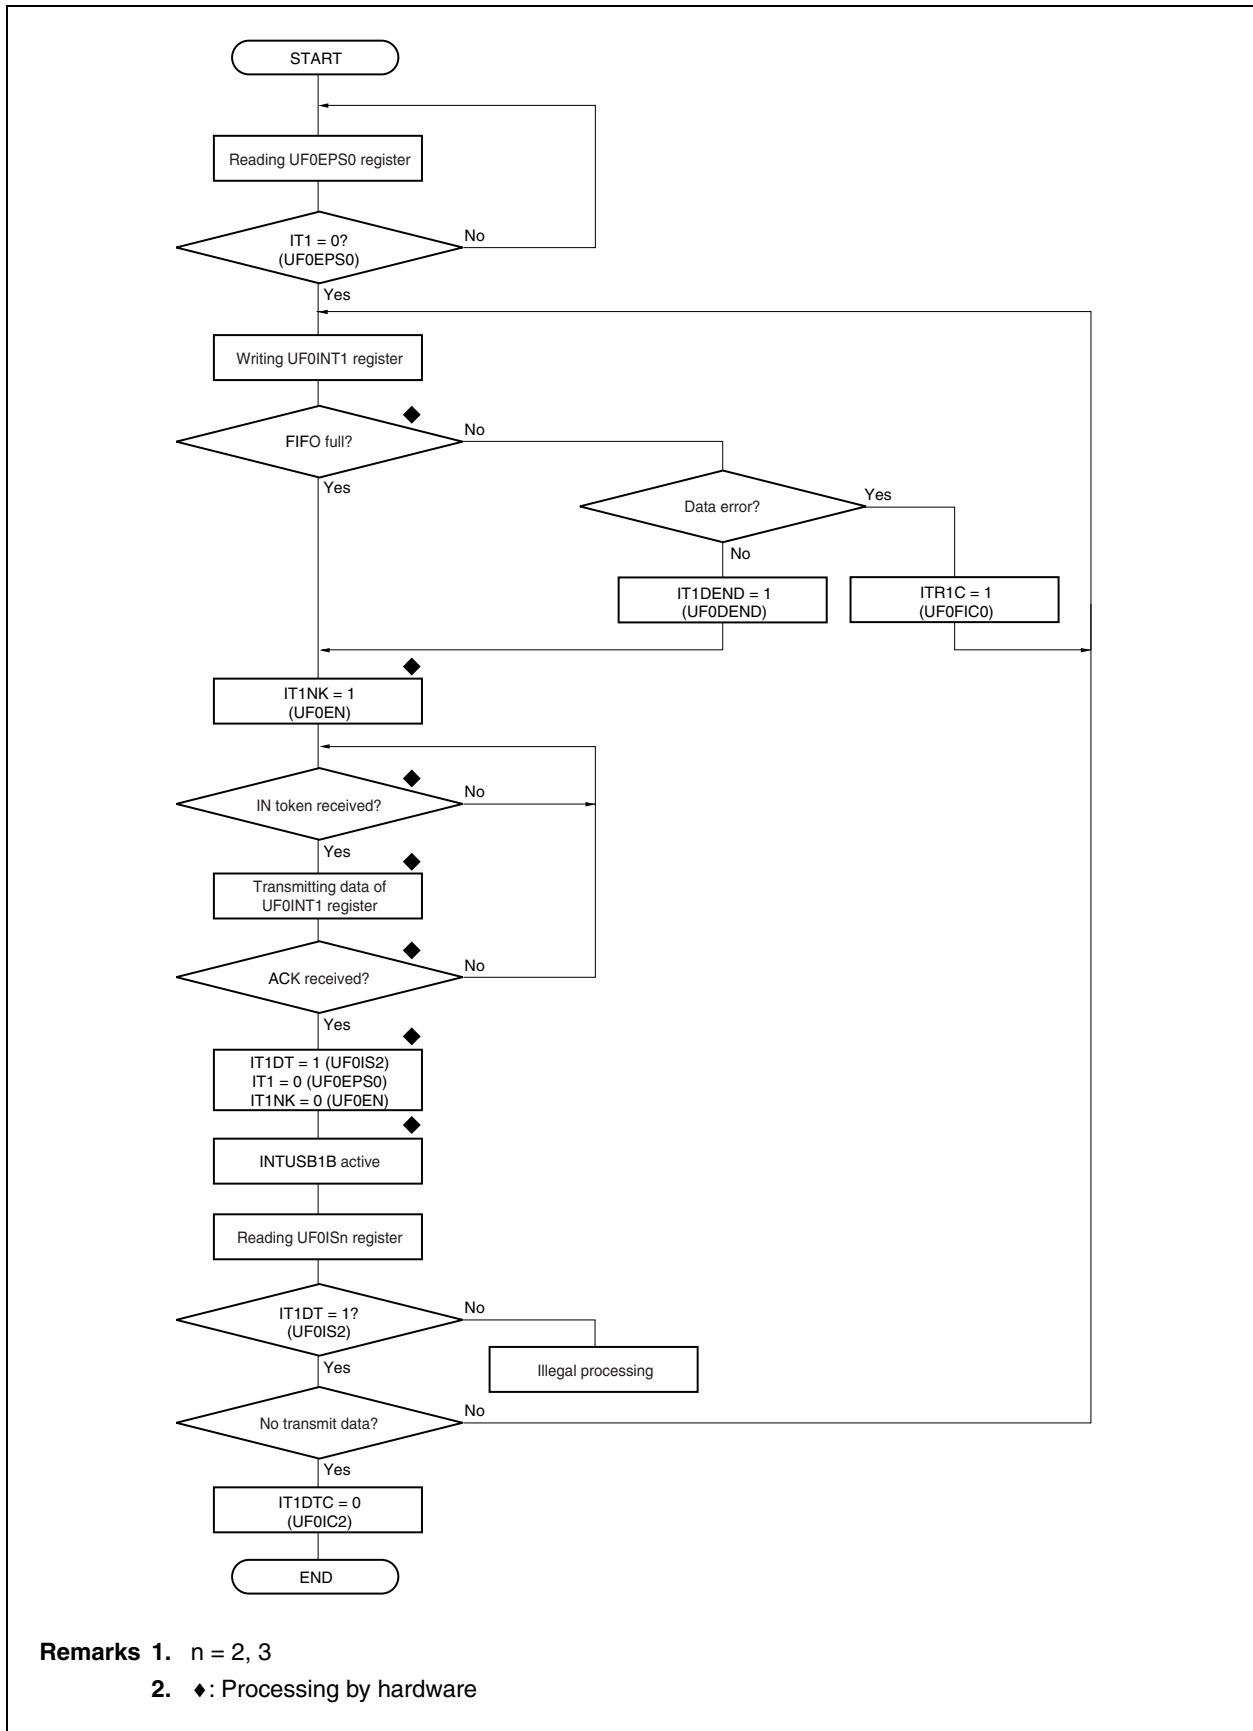 START
Reading UF0EPS0 register
IT1 = 0?
(UF0EPS0)
No
Yes
Writing UF0INT1 register
FIFO full?
No
Yes
Data error?
Yes
No
IT1DEND = 1
(UF0DEND)
ITR1C = 1
(UF0FIC0)
IT1NK = 1
(UF0EN)
IN token received?
No
Yes
Transmitting data of
UF0INT1 register
ACK received?
No
Yes
IT1DT = 1 (UF0IS2)
IT1 = 0 (UF0EPS0)
IT1NK = 0 (UF0EN)
INTUSB1B active
Reading UF0ISn register
IT1DT = 1?
(UF0IS2)
No
Illegal processing
Yes
No transmit data?
No
Yes
IT1DTC = 0
(UF0IC2)
END
Remarks 1. n = 2, 3
2. ♦: Processing by hardware